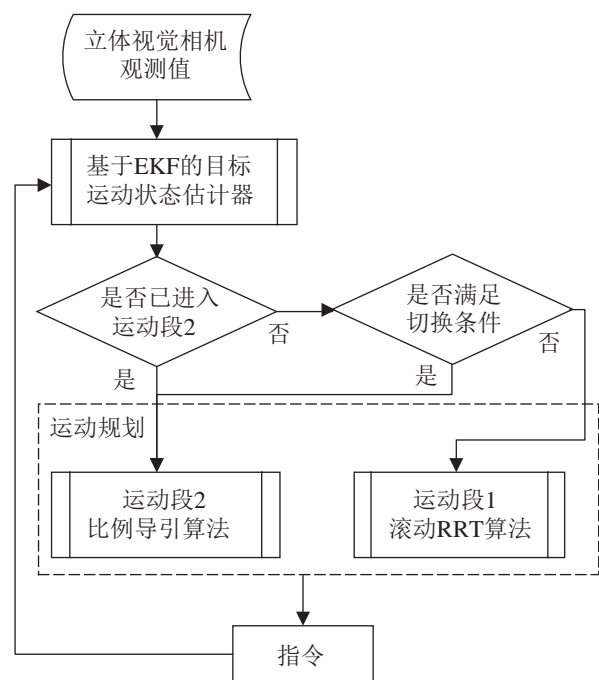 立体视觉相机
观测值
基于EKF的目标
运动状态估计器
是否已进入
运动段2
否
是否满足
切换条件
否
是
是
运动规划
运动段2
比例导引算法
运动段1
滚动RRT算法
指令